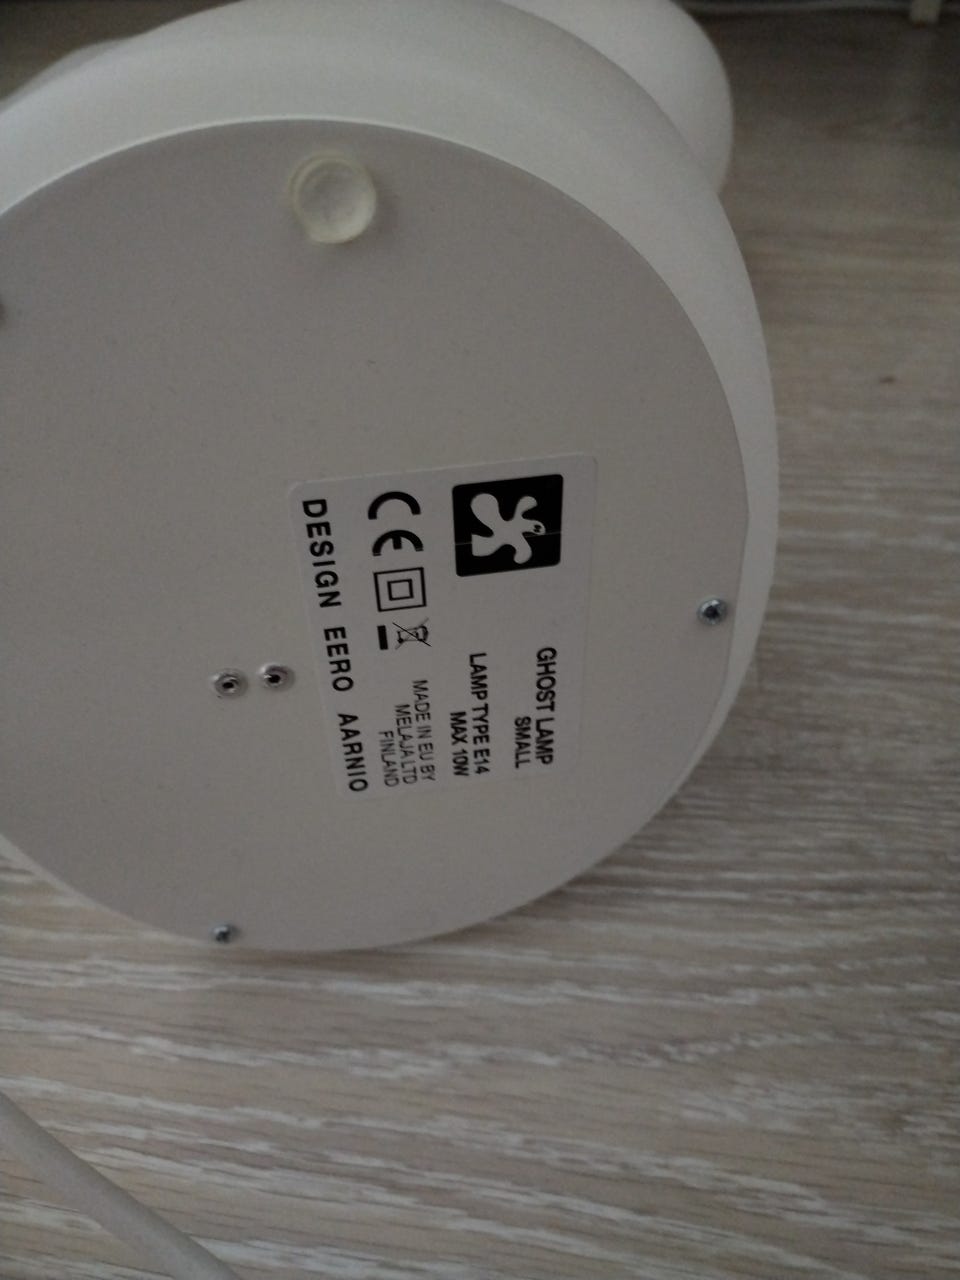 GHOST LAMP
SMALL
LAMP TYPE E14
MAX 10W
CE
MADE IN EU BY
MELAJA LTD
FINLAND
DESIGN EERO AARNIO